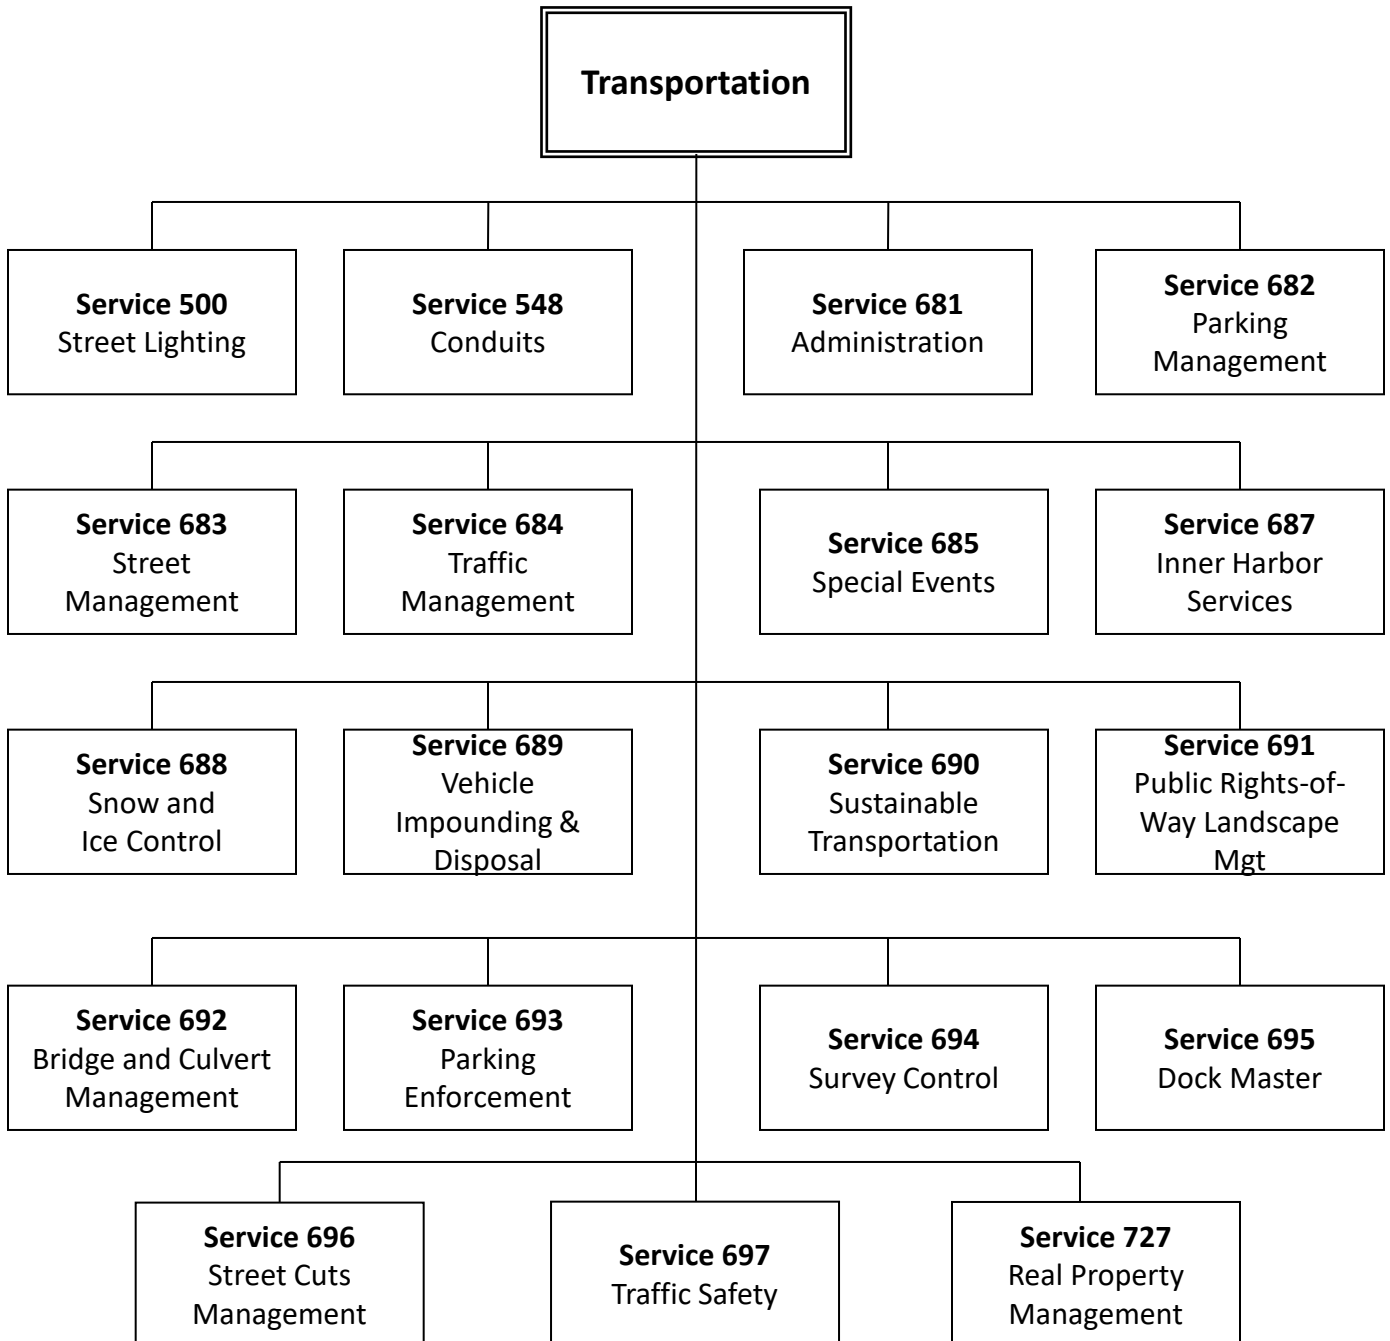 Transportation
Service 500
Street Lighting
Service 548
Conduits
Service 681
Administration
Service 682
Parking
Management
Service 683
Street
Management
Service 684
Traffic
Management
Service 685
Special Events
Service 687
Inner Harbor
Services
Service 688
Snow and
Ice Control
Service 689
Vehicle
Impounding &
Disposal
Service 690
Sustainable
Transportation
Service 691
Public Rights-of-
Way Landscape
Mgt
Service 692
Bridge and Culvert
Management
Service 693
Parking
Enforcement
Service 694
Survey Control
Service 695
Dock Master
Service 696
Street Cuts
Management
Service 697
Traffic Safety
Service 727
Real Property
Management